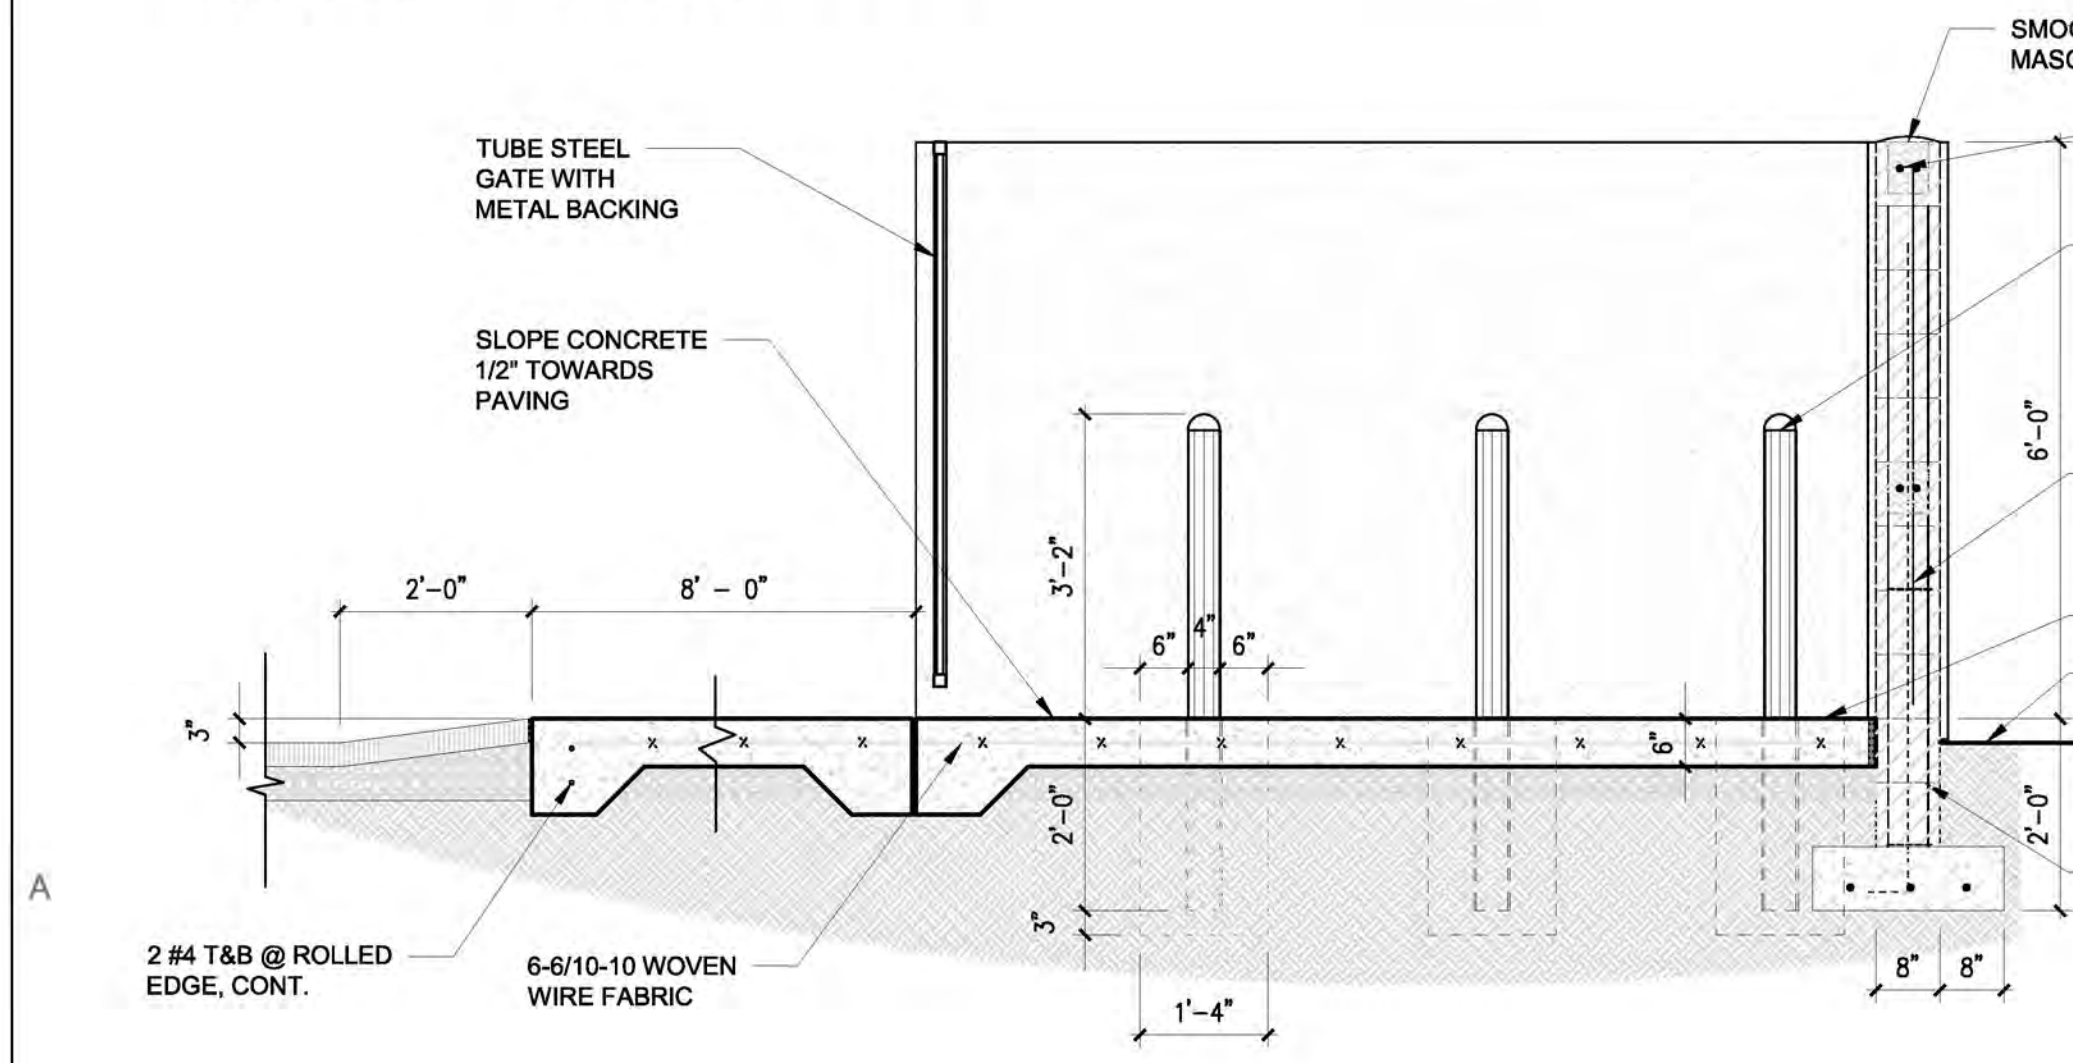 SMOO
MASO
TUBE STEEL
GATE WITH
METAL BACKING
SLOPE CONCRETE
1/2" TOWARDS
PAVING
6'-0"
3'-2"
2'-0"
8' - 0"
6"
4"
6"
3"
6"
2'-0"
2'-0"
3"
A
2 #4 T&B @ ROLLED
EDGE, CONT.
6-6/10-10 WOVEN
WIRE FABRIC
8"
8"
1'-4"